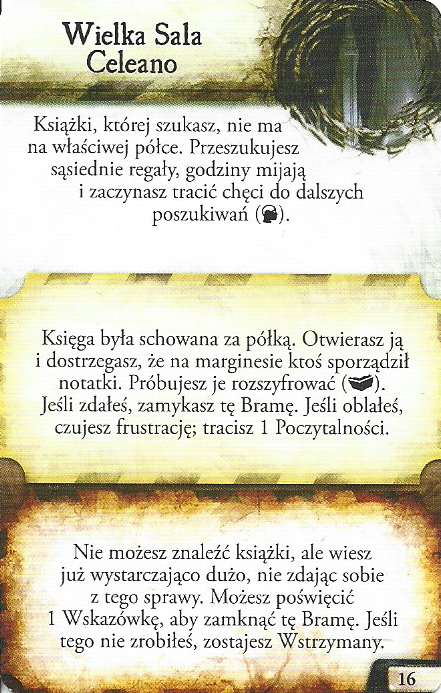 Wielka Sala
Celeano
Książki, której szukasz, nie ma
na właściwej półce. Przeszukujesz
sąsiednie regały, godziny mijają
i zaczynasz tracić chęci do dalszych
poszukiwań ( ).
Księga była schowana za półką. Otwierasz ją
i dostrzegasz, że na marginesie ktoś sporządził
notatki. Próbujesz je rozszyfrować ( ).
Jeśli zdałeś, zamykasz tę Bramę. Jeśli oblałeś,
czujesz frustrację; tracisz 1 Poczytalności.
Nie możesz znaleźć książki, ale wiesz
już wystarczająco dużo, nie zdając sobie
z tego sprawy. Możesz poświęcić
1 Wskazówkę, aby zamknąć tę Bramę. Jeśli
tego nie zrobiłeś, zostajesz Wstrzymany.
16